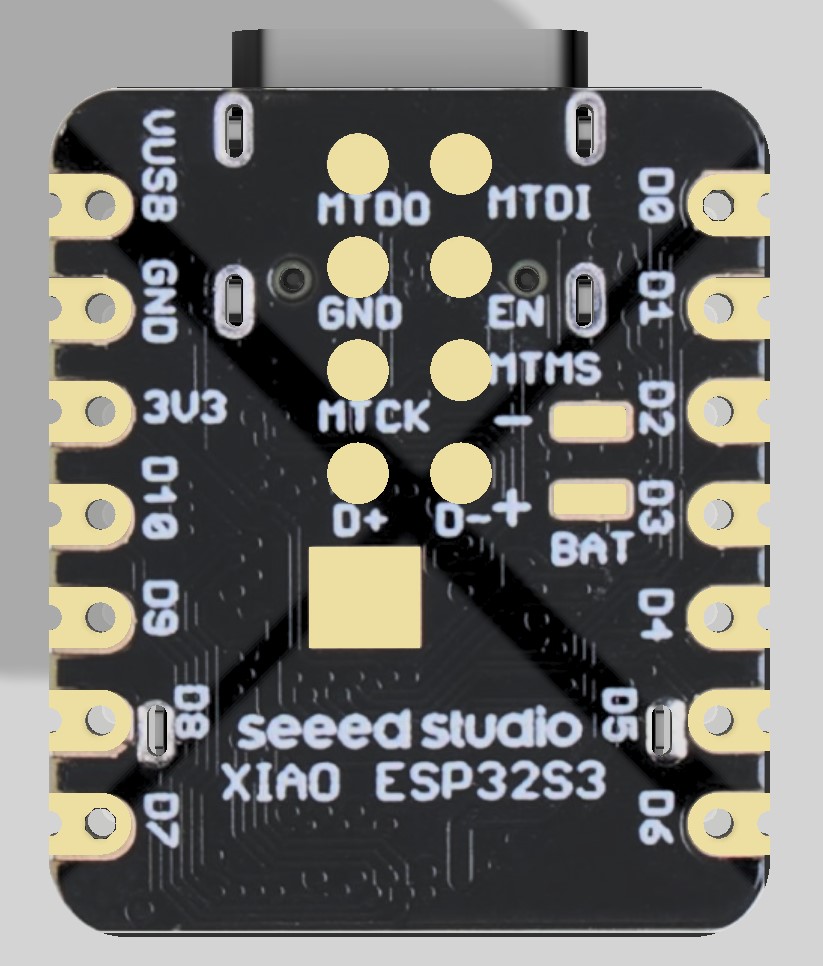 VUSB
D0
MTDO
MTDI
GND
D1
GND
EN
MTMS
3V3
D2
MTCK
-
D10
D3
D+
D-
+
BAT
D9
D4
D8
D5
seeed studio
XIAO ESP32S3
D7
D6